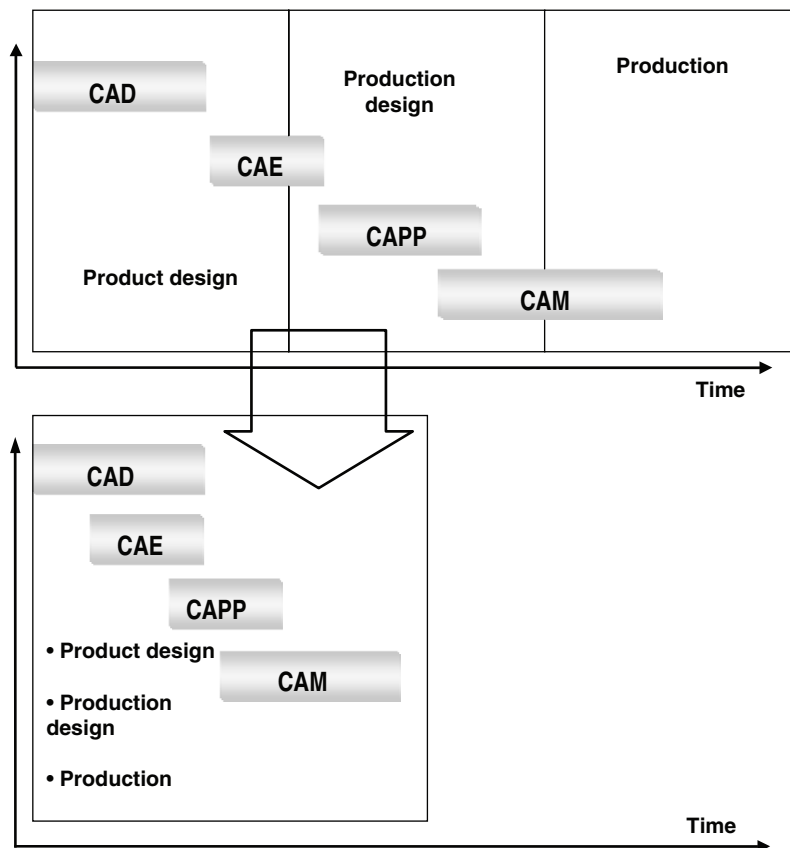 CAD
Production
design
Production
CAE
CAPP
Product design
CAM
Time
CAD
CAE
CAPP
• Product design
CAM
• Production
design
• Production
Time